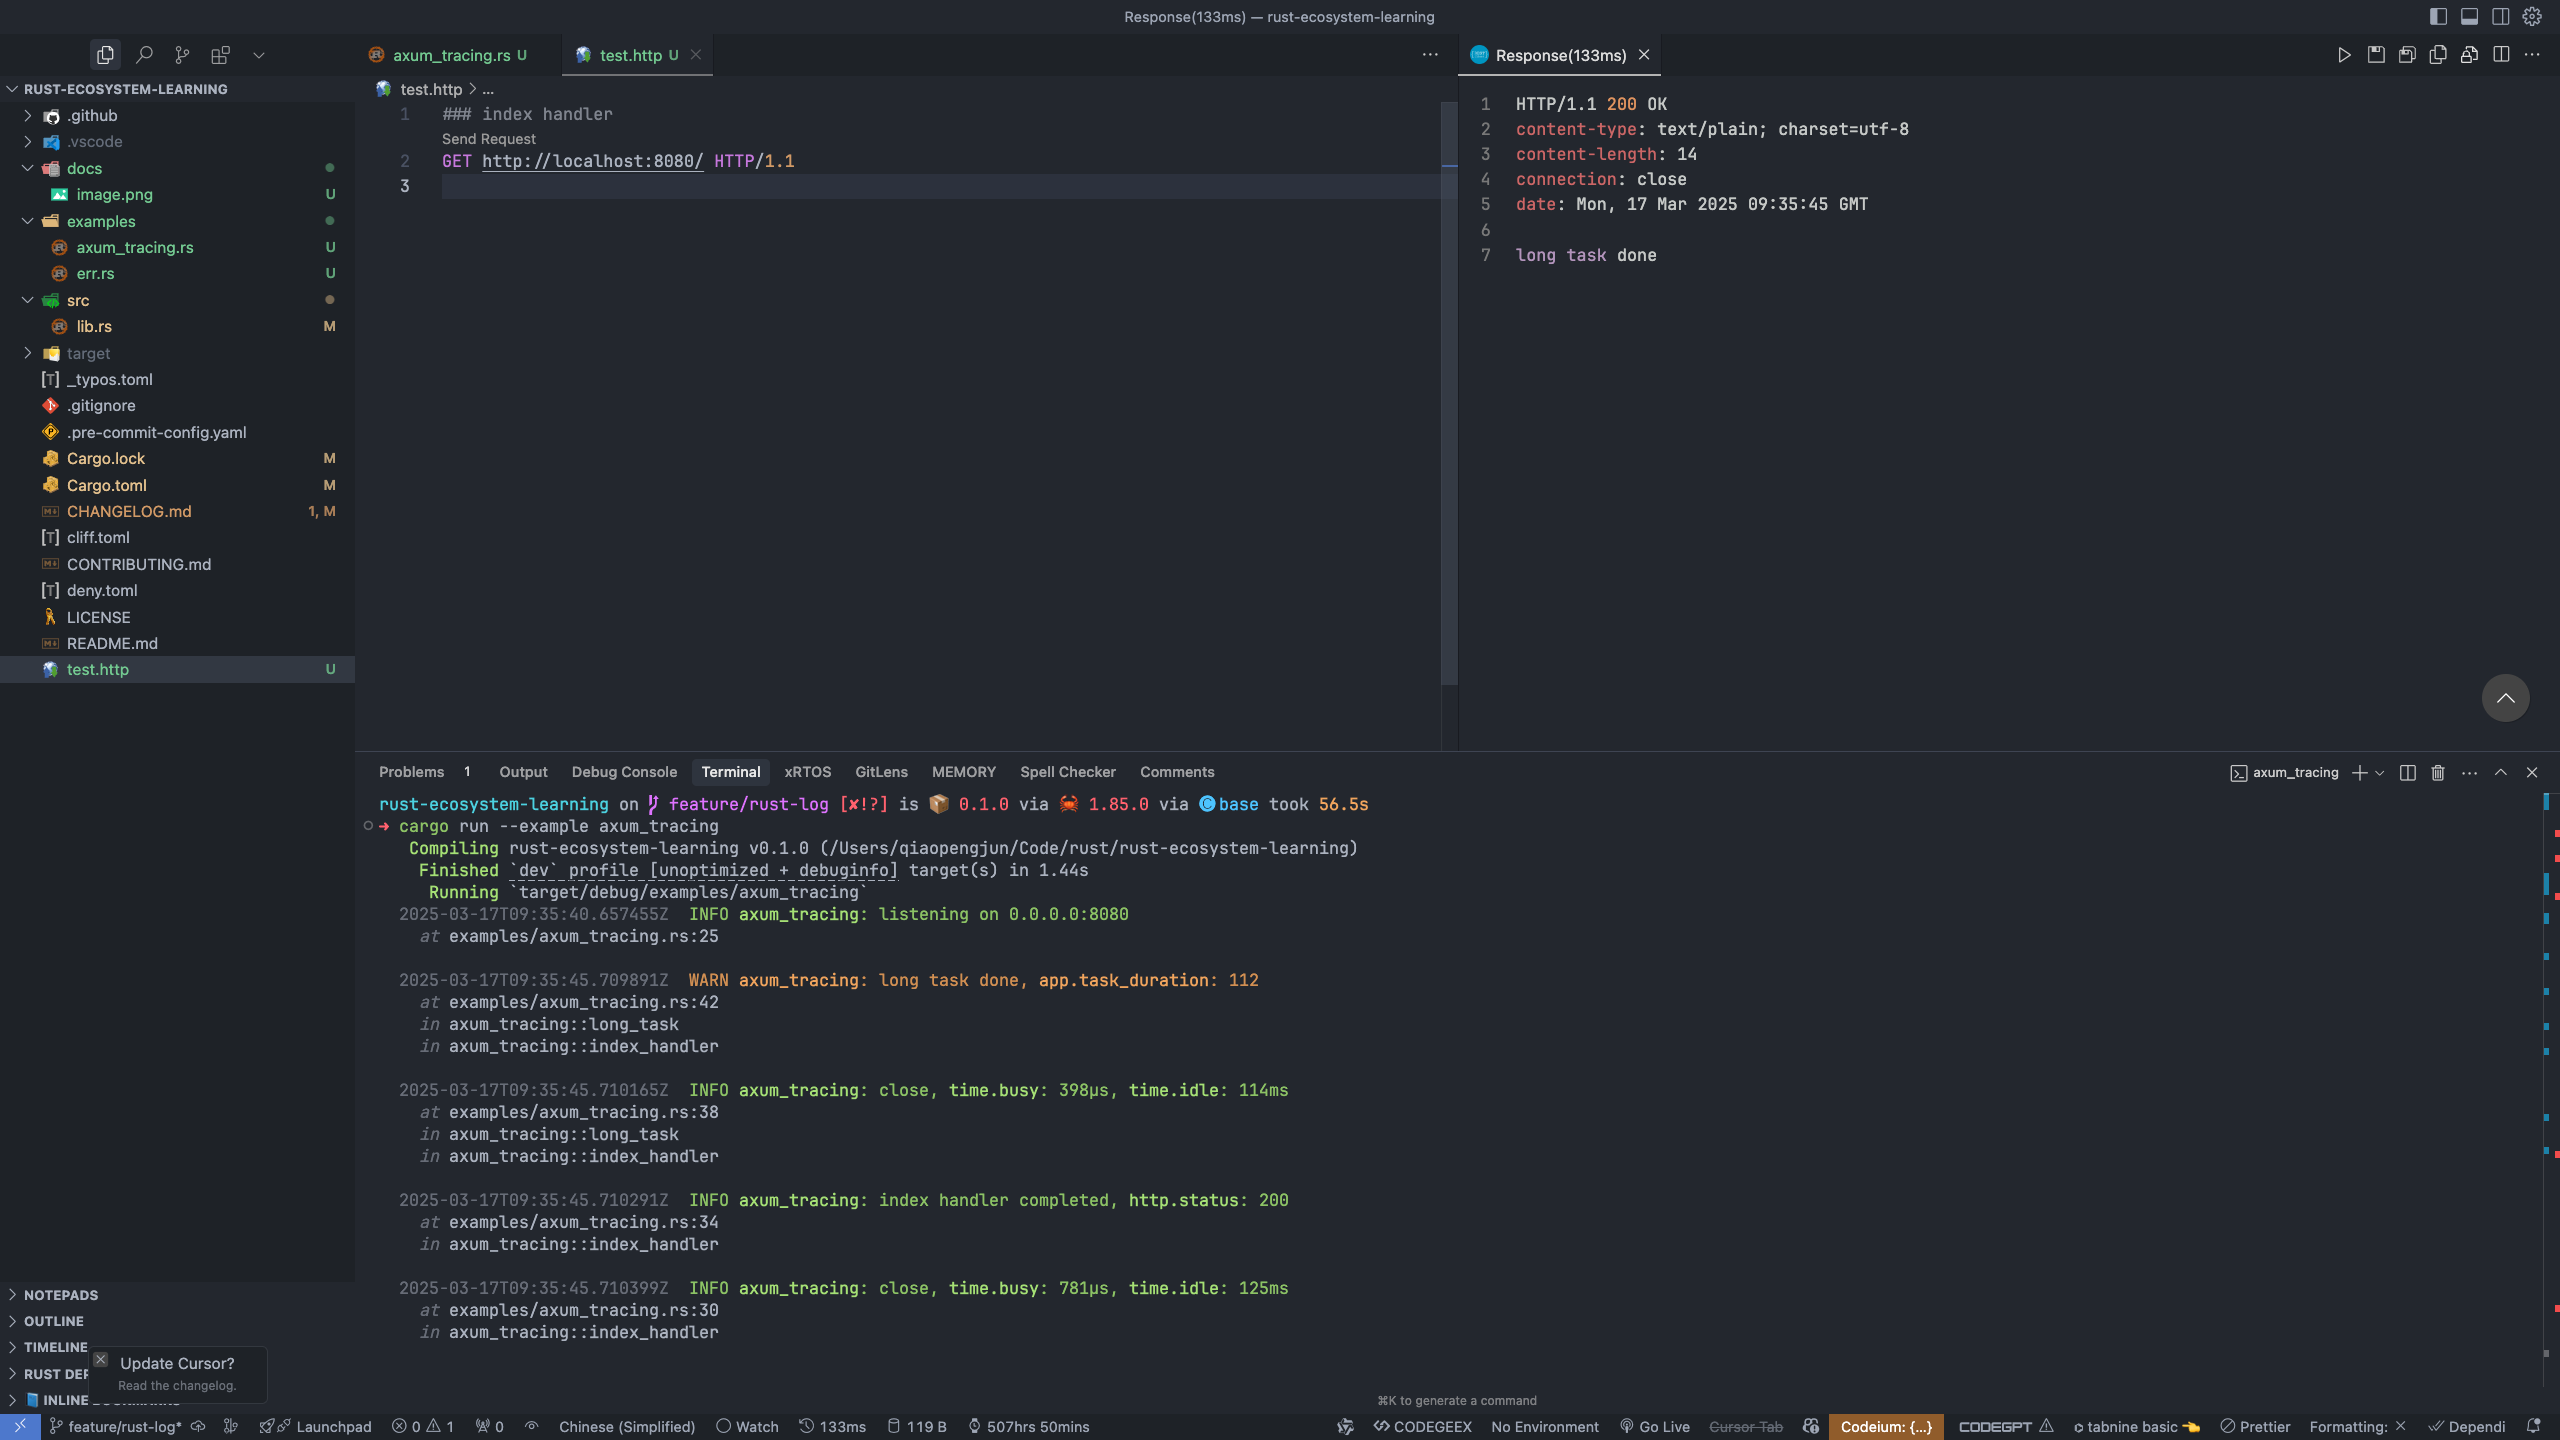 Response(133ms) — rust-ecosystem-learning
axum_tracing.rs U
test.http U
Response(133ms)
RUST-ECOSYSTEM-LEARNING
.github
.vscode
docs
image.png U
examples
axum_tracing.rs U
err.rs U
src
lib.rs M
target
[T] _typos.toml
.gitignore
.pre-commit-config.yaml
Cargo.lock M
Cargo.toml M
CHANGELOG.md 1, M
[T] cliff.toml
CONTRIBUTING.md
[T] deny.toml
LICENSE
README.md
test.http U
NOTEPADS
OUTLINE
TIMELINE
RUST DEP
INLINE
Update Cursor?
Read the changelog.
test.http > ...
1 ### index handler
Send Request
2 GET http://localhost:8080/ HTTP/1.1
3
1 HTTP/1.1 200 OK
2 content-type: text/plain; charset=utf-8
3 content-length: 14
4 connection: close
5 date: Mon, 17 Mar 2025 09:35:45 GMT
6
7 long task done
Problems 1 Output Debug Console Terminal xRTOS GitLens MEMORY Spell Checker Comments
axum_tracing
rust-ecosystem-learning on feature/rust-log [✘!?] is 📦 0.1.0 via 🦀 1.85.0 via base took 56.5s
➜ cargo run --example axum_tracing
Compiling rust-ecosystem-learning v0.1.0 (/Users/qiaopengjun/Code/rust/rust-ecosystem-learning)
Finished `dev` profile [unoptimized + debuginfo] target(s) in 1.44s
Running `target/debug/examples/axum_tracing`
2025-03-17T09:35:40.657455Z INFO axum_tracing: listening on 0.0.0.0:8080
at examples/axum_tracing.rs:25
2025-03-17T09:35:45.709891Z WARN axum_tracing: long task done, app.task_duration: 112
at examples/axum_tracing.rs:42
in axum_tracing::long_task
in axum_tracing::index_handler
2025-03-17T09:35:45.710165Z INFO axum_tracing: close, time.busy: 398µs, time.idle: 114ms
at examples/axum_tracing.rs:38
in axum_tracing::long_task
in axum_tracing::index_handler
2025-03-17T09:35:45.710291Z INFO axum_tracing: index handler completed, http.status: 200
at examples/axum_tracing.rs:34
in axum_tracing::index_handler
2025-03-17T09:35:45.710399Z INFO axum_tracing: close, time.busy: 781µs, time.idle: 125ms
at examples/axum_tracing.rs:30
in axum_tracing::index_handler
⌘K to generate a command
feature/rust-log* Launchpad 0 1 0 Chinese (Simplified) Watch 133ms 119 B 507hrs 50mins CODEGEEX No Environment Go Live Cursor Tab Codeium: {...} CODEGPT tabnine basic Prettier Formatting: ✕ Dependi